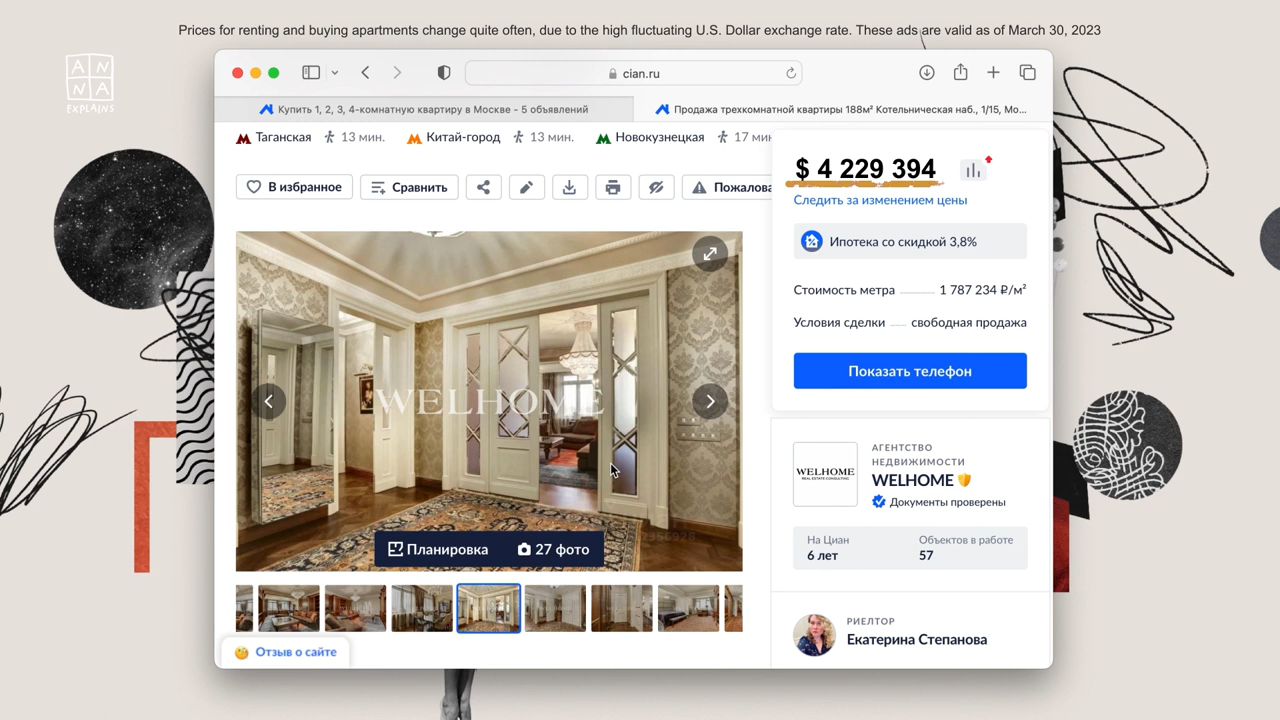 Prices for renting and buying apartments change quite often, due to the high fluctuating U.S. Dollar exchange rate. These ads are valid as of March 30, 2023
ANNA
EXPLAINS
cian.ru
Купить 1, 2, 3, 4-комнатную квартиру в Москве - 5 объявлений
Продажа трехкомнатной квартиры 188м² Котельническая наб., 1/15, Мо...
Таганская 13 мин. Китай-город 13 мин. Новокузнецкая 17 мин
В избранное Сравнить Пожалова
$ 4 229 394
Следить за изменением цены
Ипотека со скидкой 3,8%
Стоимость метра 1 787 234 ₽/м²
Условия сделки свободная продажа
Показать телефон
WELHOME
Планировка 27 фото
АГЕНТСТВО
НЕДВИЖИМОСТИ
WELHOME
REAL ESTATE CONSULTING
WELHOME
Документы проверены
На Циан Объектов в работе
6 лет 57
РИЕЛТОР
Екатерина Степанова
Отзыв о сайте